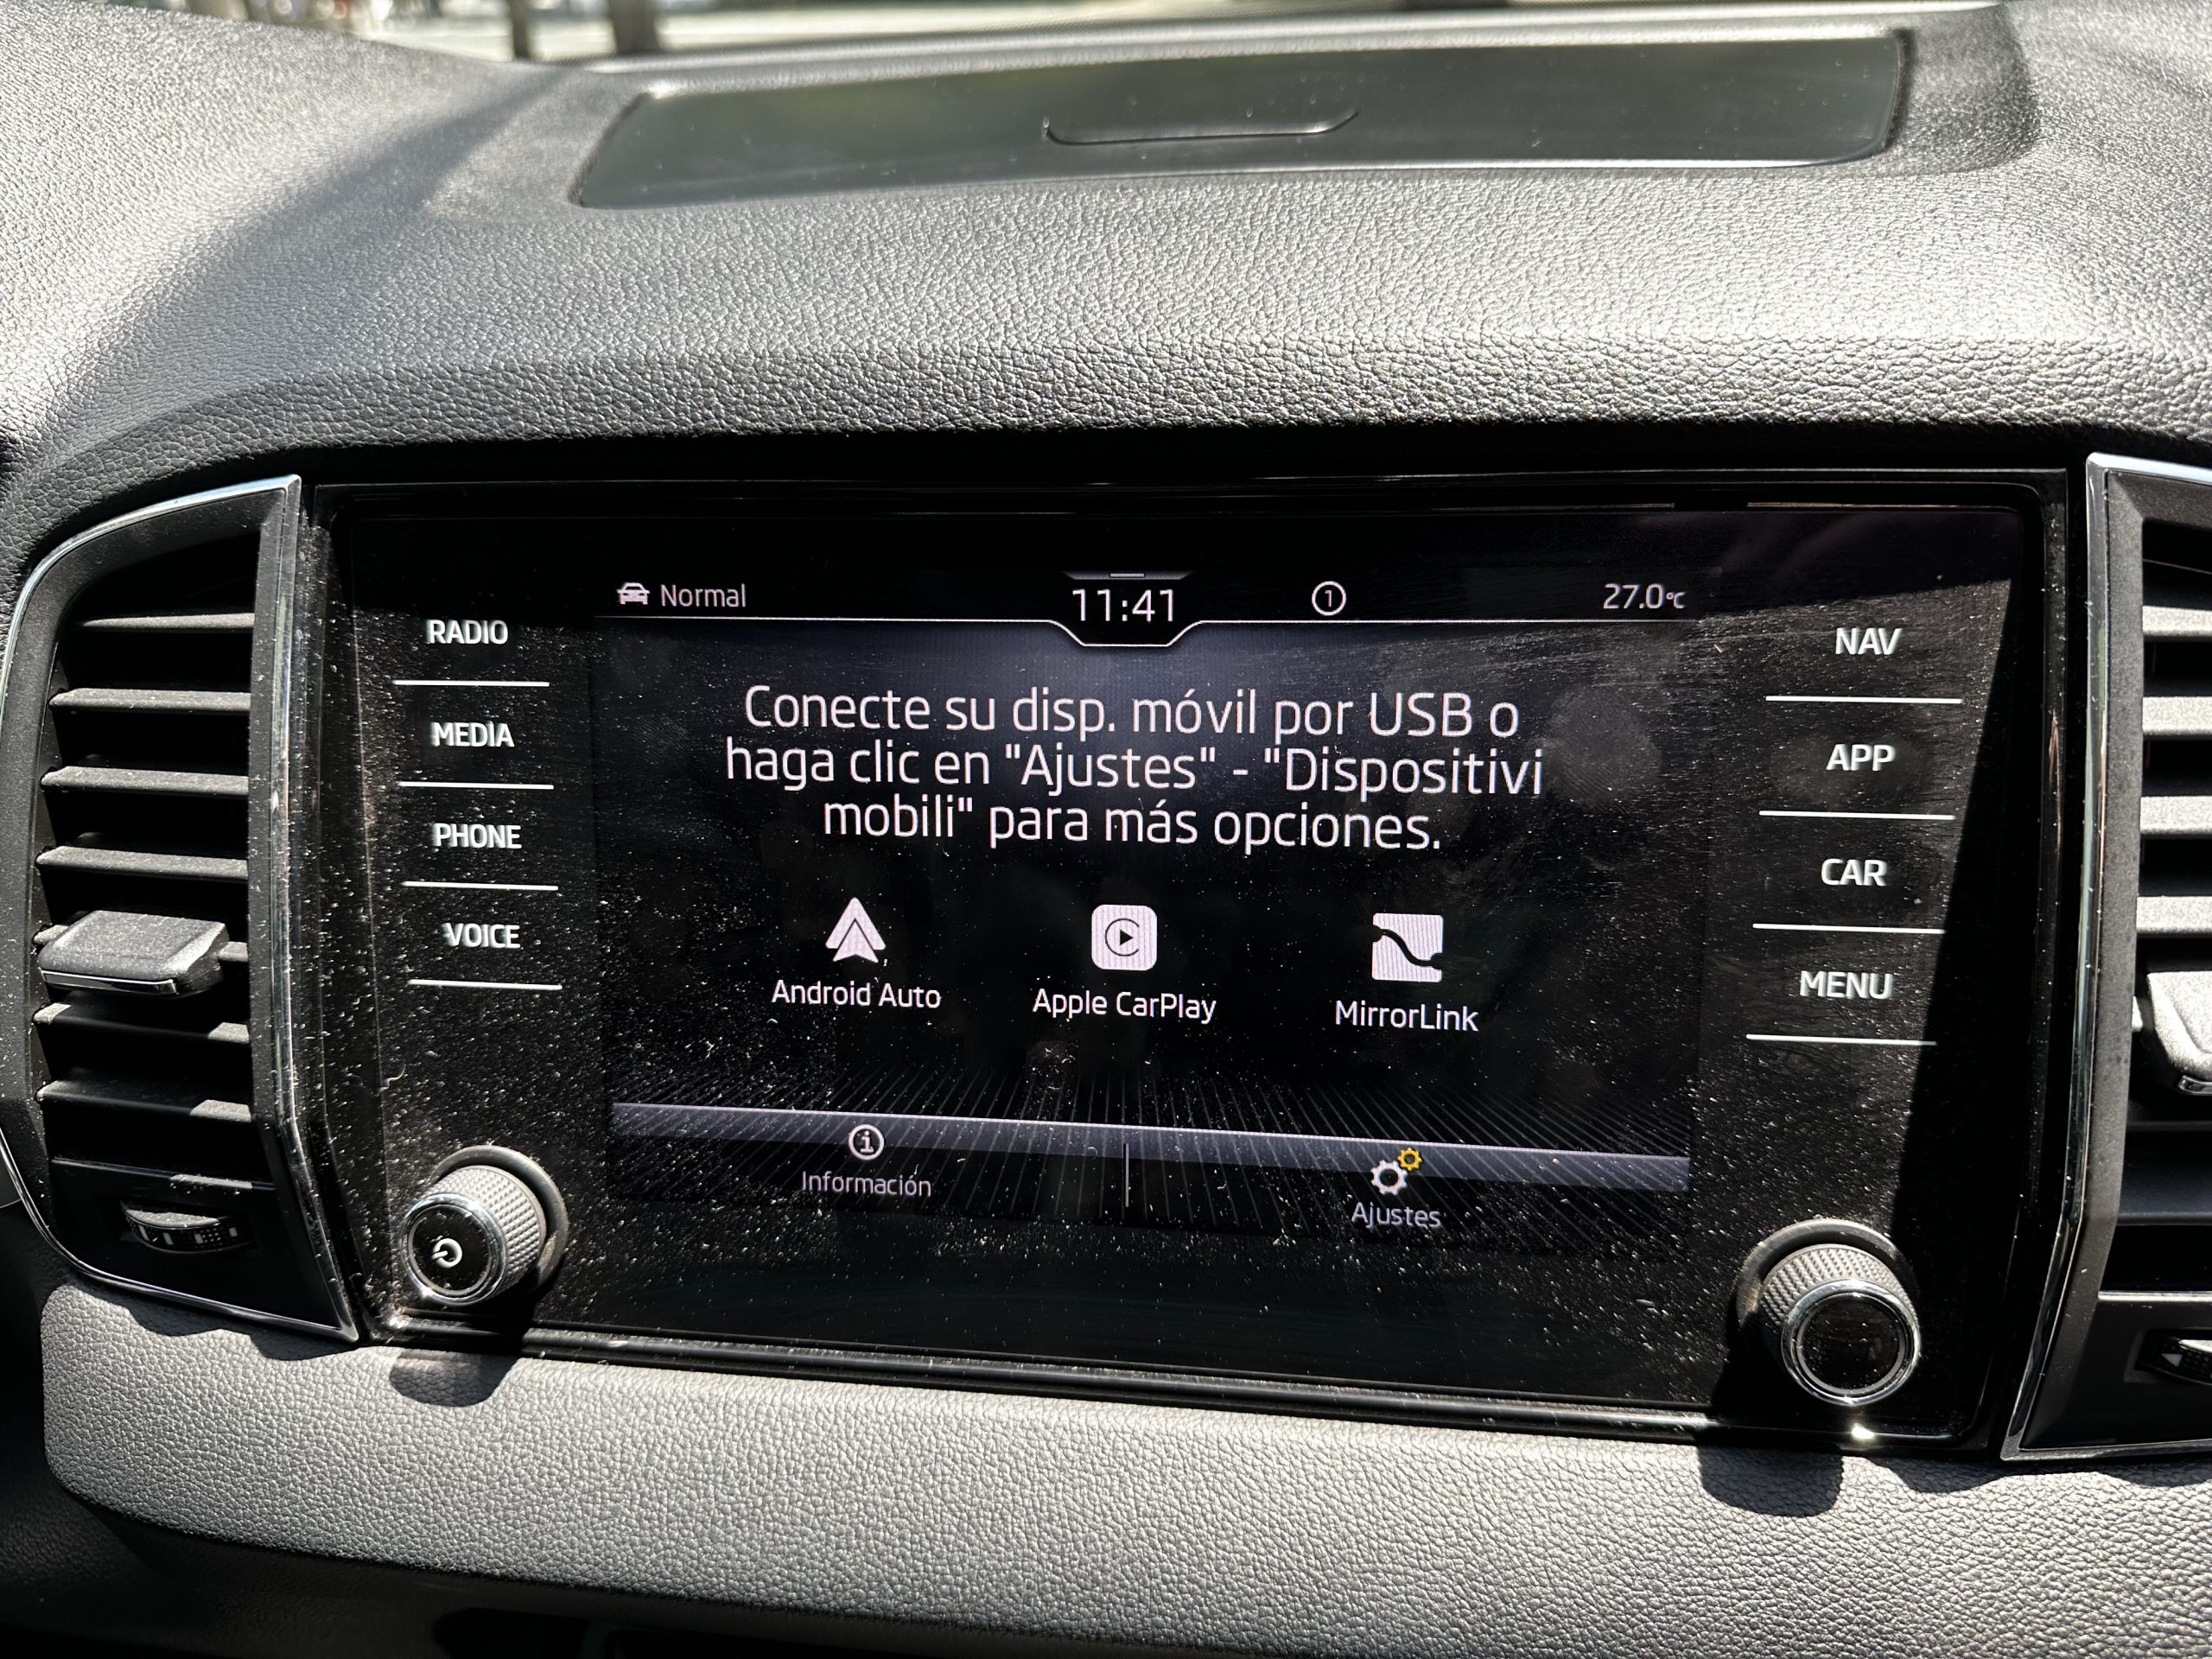 Normal
11:41
1
27.0°C
RADIO
MEDIA
PHONE
VOICE
Conecte su disp. móvil por USB o
haga clic en "Ajustes" - "Dispositivi
mobili" para más opciones.
Android Auto
Apple CarPlay
MirrorLink
Información
Ajustes
NAV
APP
CAR
MENU